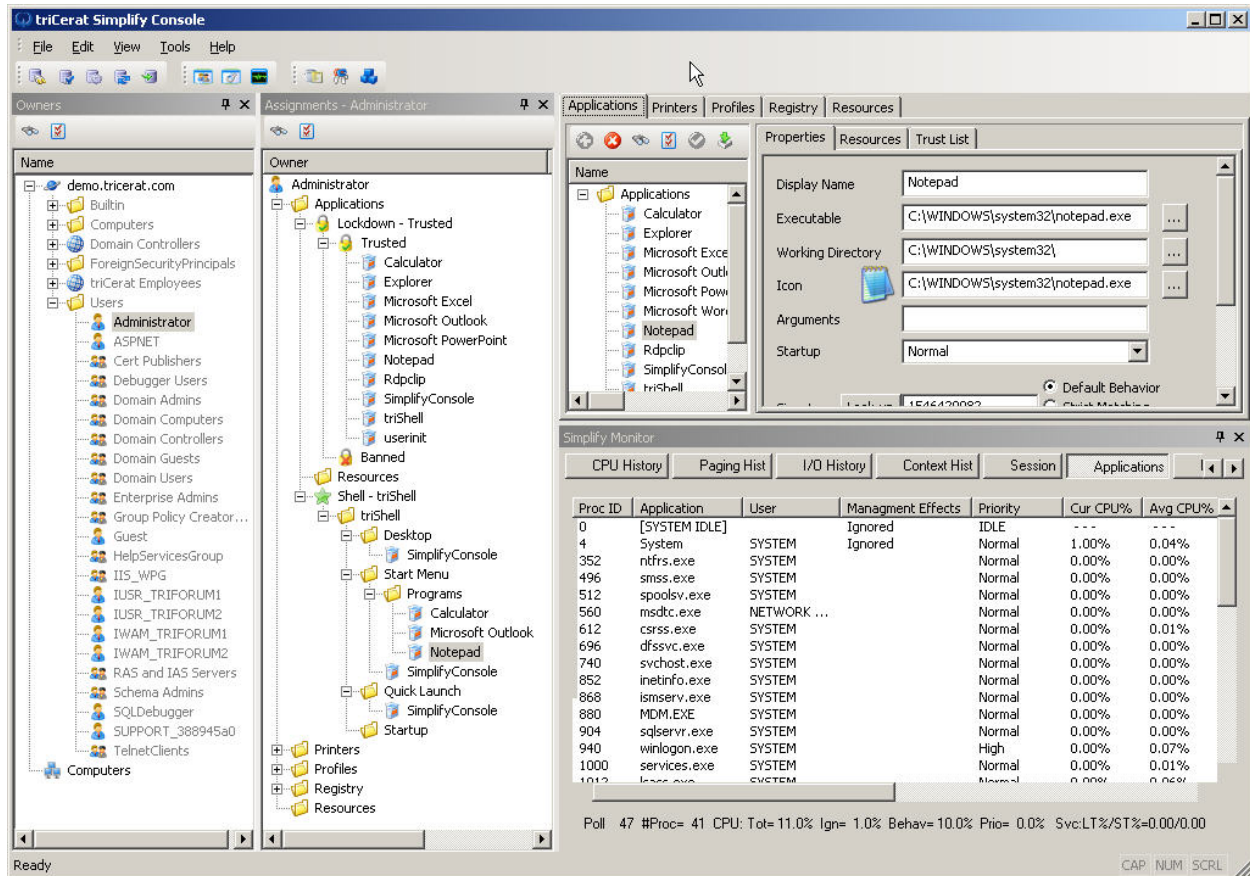 triCerat Simplify Console
File Edit View Tools Help
Owners
Name
demo.tricerat.com
Builtin
Computers
Domain Controllers
ForeignSecurityPrincipals
triCerat Employees
Users
Administrator
ASPNET
Cert Publishers
Debugger Users
Domain Admins
Domain Computers
Domain Controllers
Domain Guests
Domain Users
Enterprise Admins
Group Policy Creator...
Guest
HelpServicesGroup
IIS_WPG
IUSR_TRIFORUM1
IUSR_TRIFORUM2
IWAM_TRIFORUM1
IWAM_TRIFORUM2
RAS and IAS Servers
Schema Admins
SQLDebugger
SUPPORT_388945a0
TelnetClients
Computers
Assignments - Administrator
Owner
Administrator
Applications
Lockdown - Trusted
Trusted
Calculator
Explorer
Microsoft Excel
Microsoft Outlook
Microsoft PowerPoint
Notepad
Rdpclip
SimplifyConsole
triShell
userinit
Banned
Resources
Shell - triShell
triShell
Desktop
SimplifyConsole
Start Menu
Programs
Calculator
Microsoft Outlook
Notepad
SimplifyConsole
Quick Launch
SimplifyConsole
Startup
Printers
Profiles
Registry
Resources
Applications Printers Profiles Registry Resources
Name
Applications
Calculator
Explorer
Microsoft Exce
Microsoft Outl
Microsoft Pow
Microsoft Wor
Notepad
Rdpclip
SimplifyConsol
triShell
Properties Resources Trust List
Display Name Notepad
Executable C:\WINDOWS\system32\notepad.exe ...
Working Directory C:\WINDOWS\system32\ ...
Icon C:\WINDOWS\system32\notepad.exe ...
Arguments
Startup Normal
Default Behavior
Simplify Monitor
CPU History Paging Hist I/O History Context Hist Session Applications
Proc ID Application User Managment Effects Priority Cur CPU% Avg CPU%
0 [SYSTEM IDLE] Ignored IDLE - - - - - -
4 System SYSTEM Ignored Normal 1.00% 0.04%
352 ntfrs.exe SYSTEM Normal 0.00% 0.00%
496 smss.exe SYSTEM Normal 0.00% 0.00%
512 spoolsv.exe SYSTEM Normal 0.00% 0.00%
560 msdtc.exe NETWORK ... Normal 0.00% 0.00%
612 csrss.exe SYSTEM Normal 0.00% 0.01%
696 dfssvc.exe SYSTEM Normal 0.00% 0.00%
740 svchost.exe SYSTEM Normal 0.00% 0.00%
852 inetinfo.exe SYSTEM Normal 0.00% 0.00%
868 ismserv.exe SYSTEM Normal 0.00% 0.00%
880 MDM.EXE SYSTEM Normal 0.00% 0.00%
904 sqlservr.exe SYSTEM Normal 0.00% 0.00%
940 winlogon.exe SYSTEM High 0.00% 0.07%
1000 services.exe SYSTEM Normal 0.00% 0.01%
Poll 47 #Proc= 41 CPU: Tot= 11.0% Ign= 1.0% Behav= 10.0% Prio= 0.0% Svc:LT%/ST%=0.00/0.00
Ready
CAP NUM SCRL